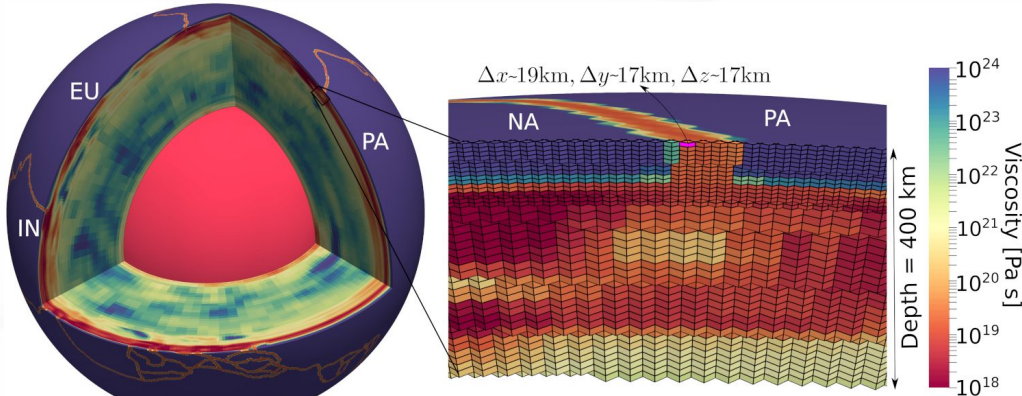 EU
PA
IN
Δx~19km, Δy~17km, Δz~17km
NA
PA
Depth = 400 km
10^24
10^23
10^22
10^21
10^20
10^19
10^18
Viscosity [Pa s]